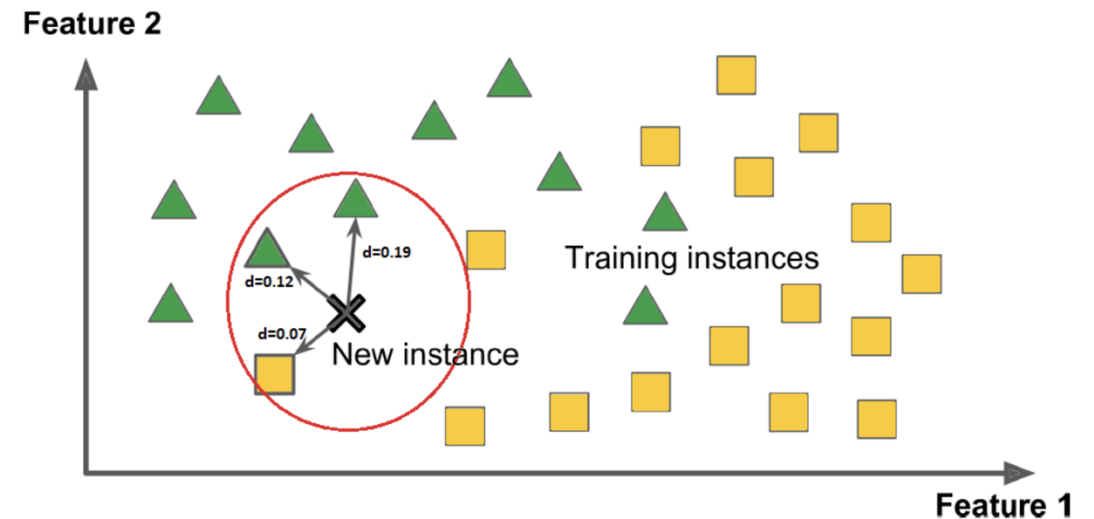 Feature 2
d=0.19
Training instances
d=0.12
d=0.07
New instance
Feature 1